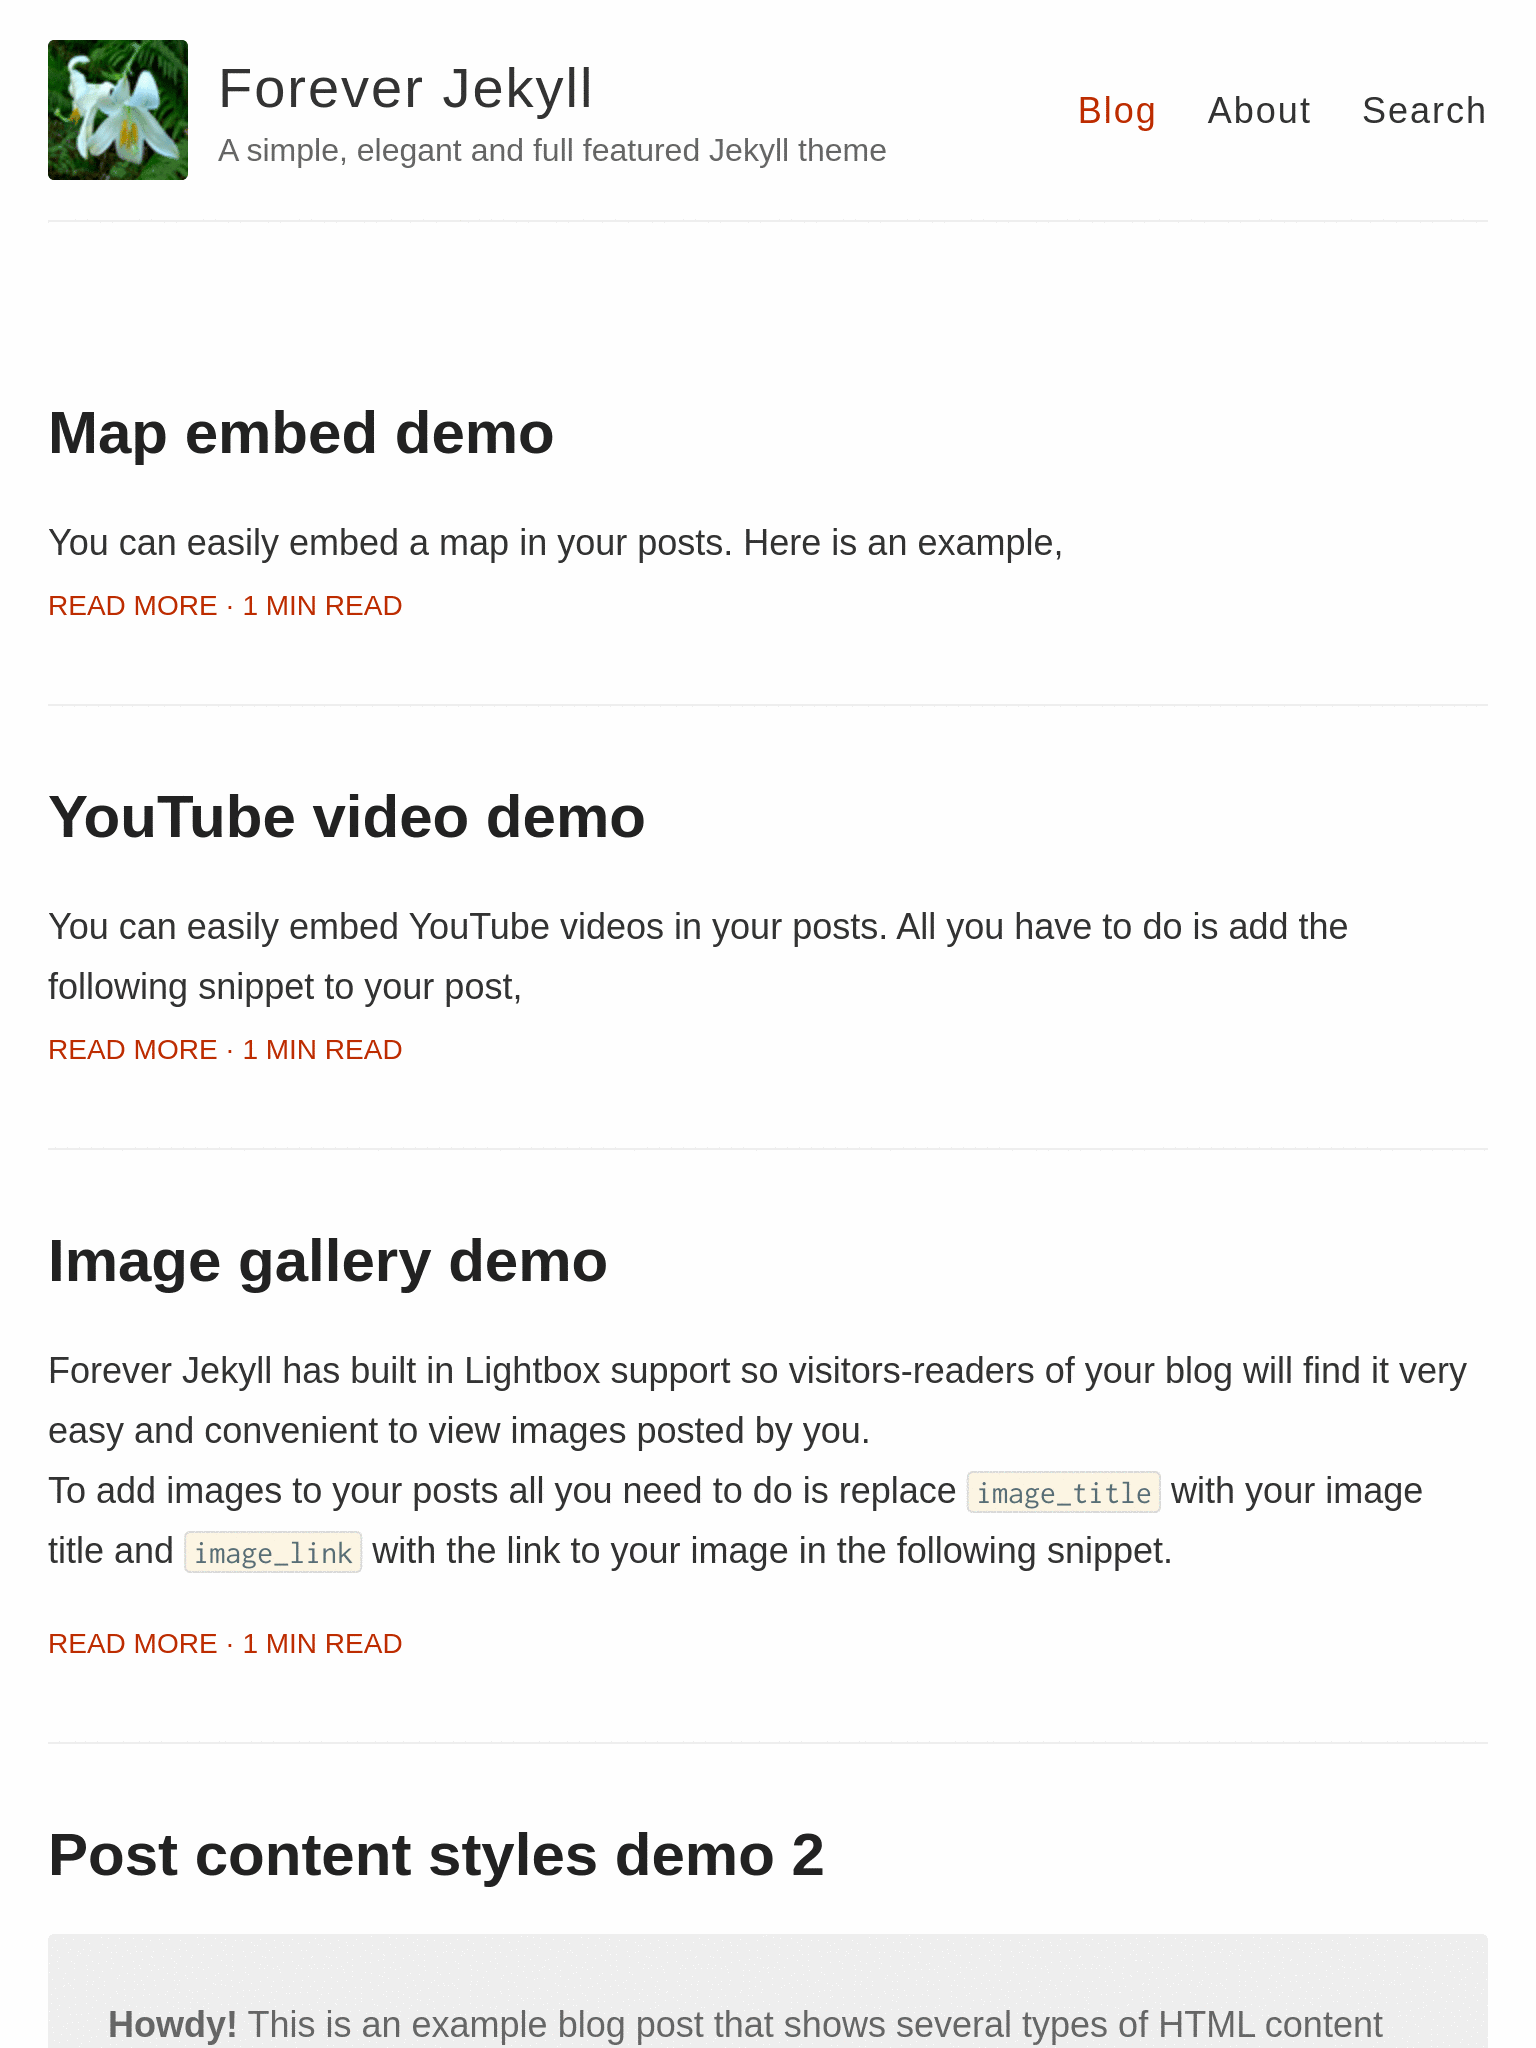 Forever Jekyll
A simple, elegant and full featured Jekyll theme
Blog About Search
Map embed demo
You can easily embed a map in your posts. Here is an example,
READ MORE · 1 MIN READ
YouTube video demo
You can easily embed YouTube videos in your posts. All you have to do is add the
following snippet to your post,
READ MORE · 1 MIN READ
Image gallery demo
Forever Jekyll has built in Lightbox support so visitors-readers of your blog will find it very
easy and convenient to view images posted by you.
To add images to your posts all you need to do is replace image_title with your image
title and image_link with the link to your image in the following snippet.
READ MORE · 1 MIN READ
Post content styles demo 2
Howdy! This is an example blog post that shows several types of HTML content